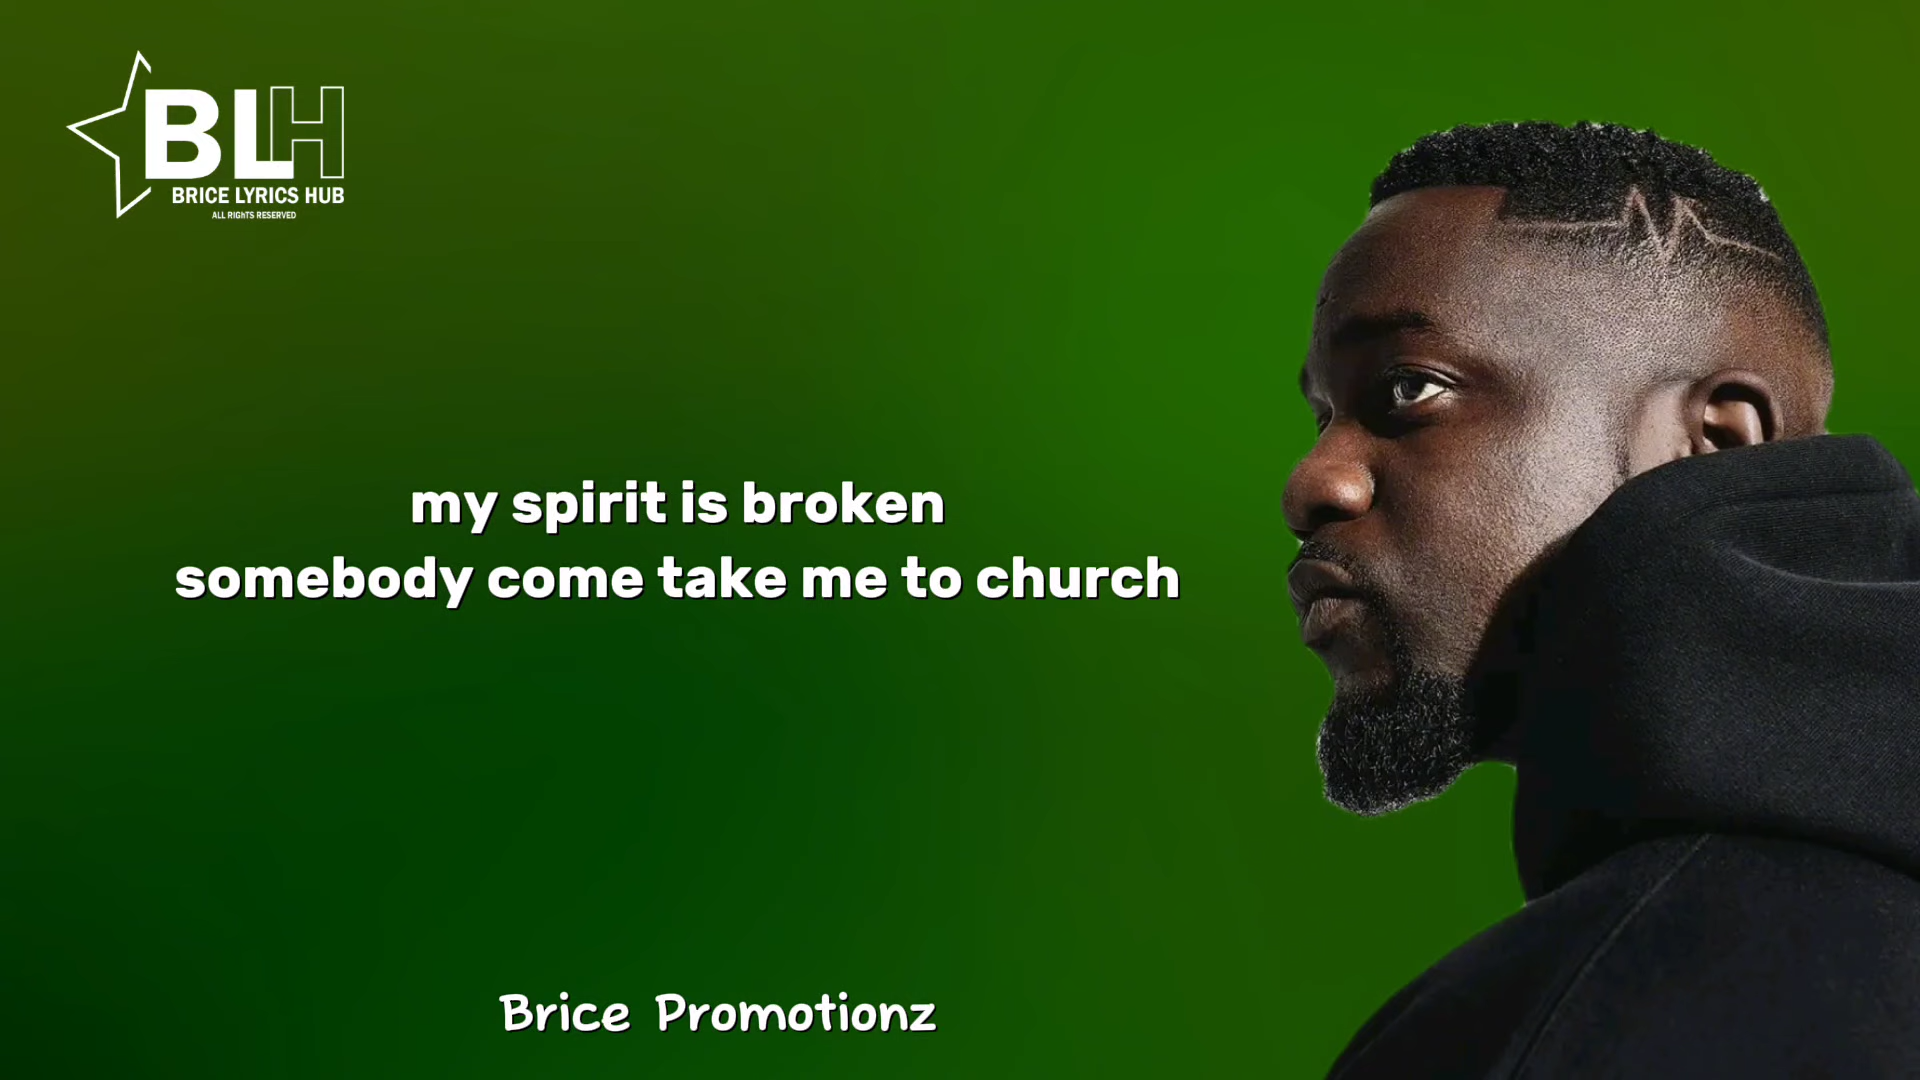 BLH
BRICE LYRICS HUB
ALL RIGHTS RESERVED
my spirit is broken
somebody come take me to church
Brice Promotionz